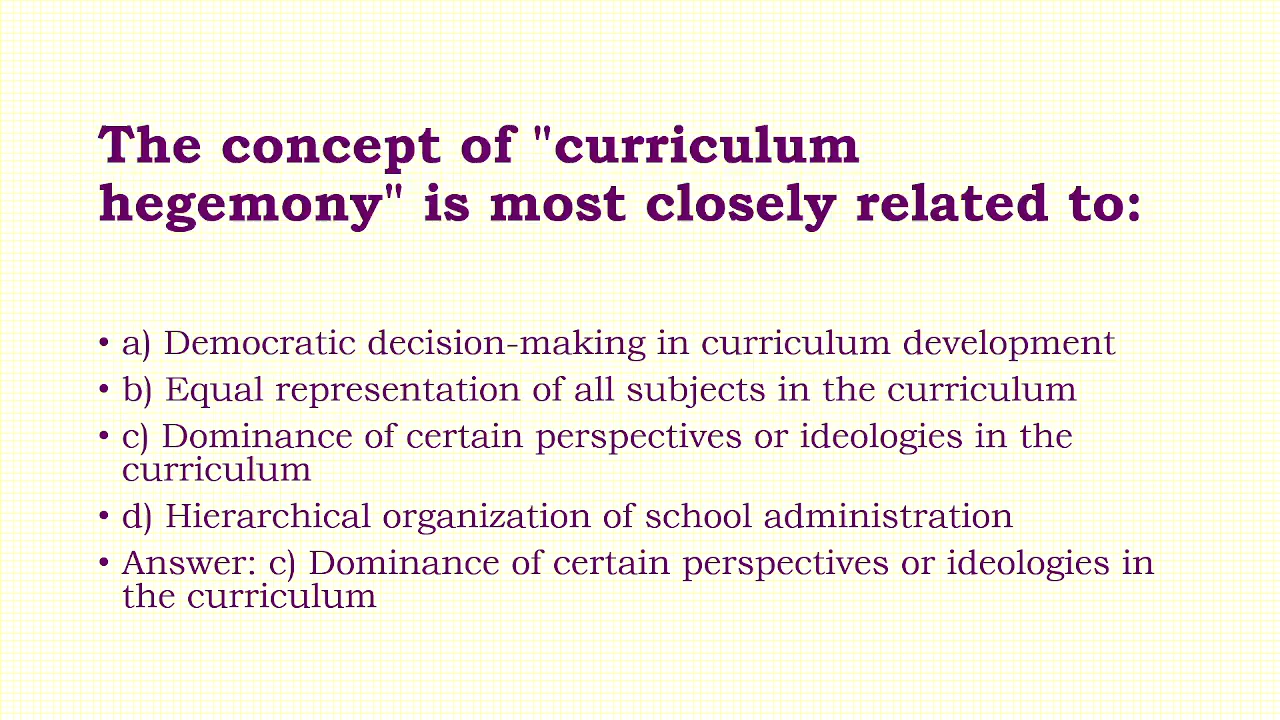 The concept of "curriculum
hegemony" is most closely related to:
• a) Democratic decision-making in curriculum development
• b) Equal representation of all subjects in the curriculum
• c) Dominance of certain perspectives or ideologies in the
curriculum
• d) Hierarchical organization of school administration
• Answer: c) Dominance of certain perspectives or ideologies in
the curriculum